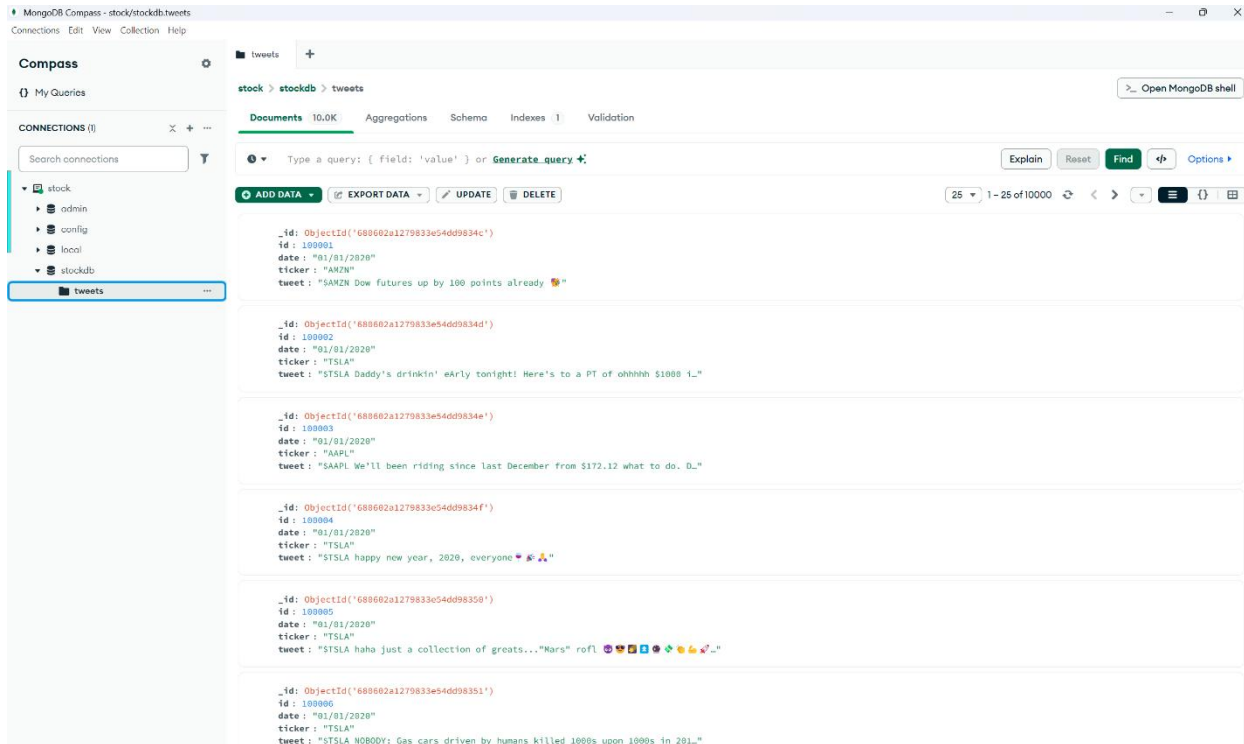 MongoDB Compass - stock/stockdb.tweets
Connections Edit View Collection Help
Compass
{} My Queries
CONNECTIONS (1)
Search connections
stock
admin
config
local
stockdb
tweets
tweets
stock > stockdb > tweets
>_ Open MongoDB shell
Documents 10.0K Aggregations Schema Indexes 1 Validation
Type a query: { field: 'value' } or Generate query
Explain Reset Find </> Options
ADD DATA EXPORT DATA UPDATE DELETE
25 1 – 25 of 10000 {}
_id: ObjectId('680602a1279833e54dd9834c')
id : 100001
date : "01/01/2020"
ticker : "AMZN"
tweet : "$AMZN Dow futures up by 100 points already 🥳"
_id: ObjectId('680602a1279833e54dd9834d')
id : 100002
date : "01/01/2020"
ticker : "TSLA"
tweet : "$TSLA Daddy's drinkin' eArly tonight! Here's to a PT of ohhhhh $1000 i…"
_id: ObjectId('680602a1279833e54dd9834e')
id : 100003
date : "01/01/2020"
ticker : "AAPL"
tweet : "$AAPL We'll been riding since last December from $172.12 what to do. D…"
_id: ObjectId('680602a1279833e54dd9834f')
id : 100004
date : "01/01/2020"
ticker : "TSLA"
tweet : "$TSLA happy new year, 2020, everyone🍷🎉🙏"
_id: ObjectId('680602a1279833e54dd98350')
id : 100005
date : "01/01/2020"
ticker : "TSLA"
tweet : "$TSLA haha just a collection of greats..."Mars" rofl …"
_id: ObjectId('680602a1279833e54dd98351')
id : 100006
date : "01/01/2020"
ticker : "TSLA"
tweet : "$TSLA NOBODY: Gas cars driven by humans killed 1000s upon 1000s in 201…"